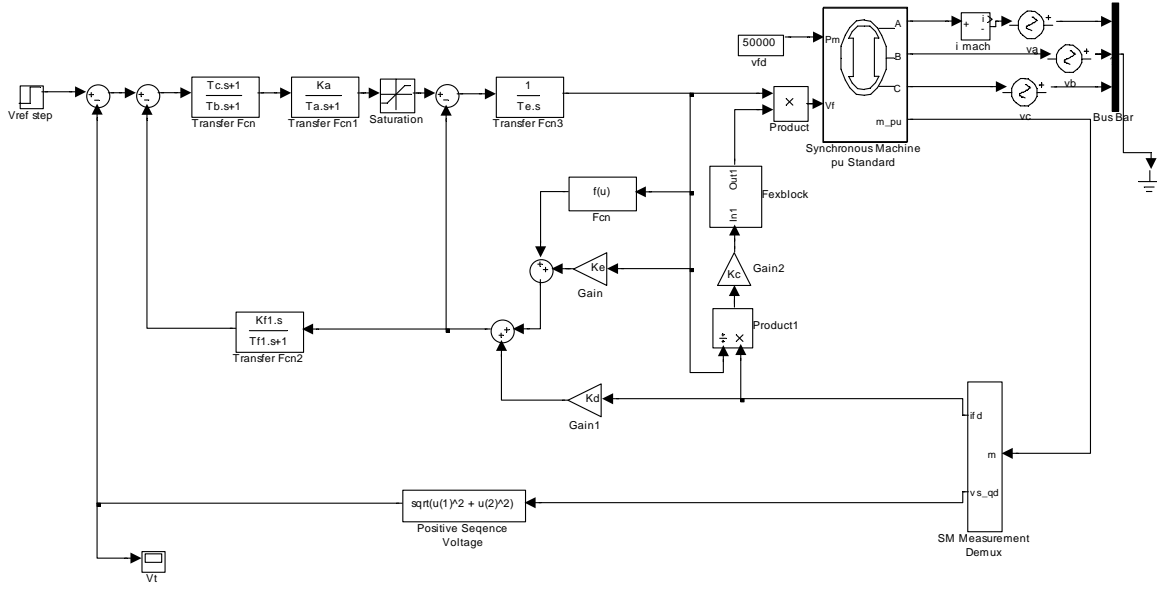 Vref step
+
-
+
-
Tc.s+1
Tb.s+1
Transfer Fcn
Ka
Ta.s+1
Transfer Fcn1
Saturation
+
-
1
Te.s
Transfer Fcn3
50000
vfd
×
Product
Pm
Vf
A
B
C
m_pu
Synchronous Machine
pu Standard
+
i
-
i mach
+
va
+
vb
+
vc
Bus Bar
f(u)
Fcn
Out1
In1
Fexblock
+
+
Ke
Gain
Kc
Gain2
Kf1.s
Tf1.s+1
Transfer Fcn2
+
+
÷
×
Product1
Kd
Gain1
ifd
m
vs_qd
SM Measurement
Demux
sqrt(u(1)^2 + u(2)^2)
Positive Seqence
Voltage
Vt